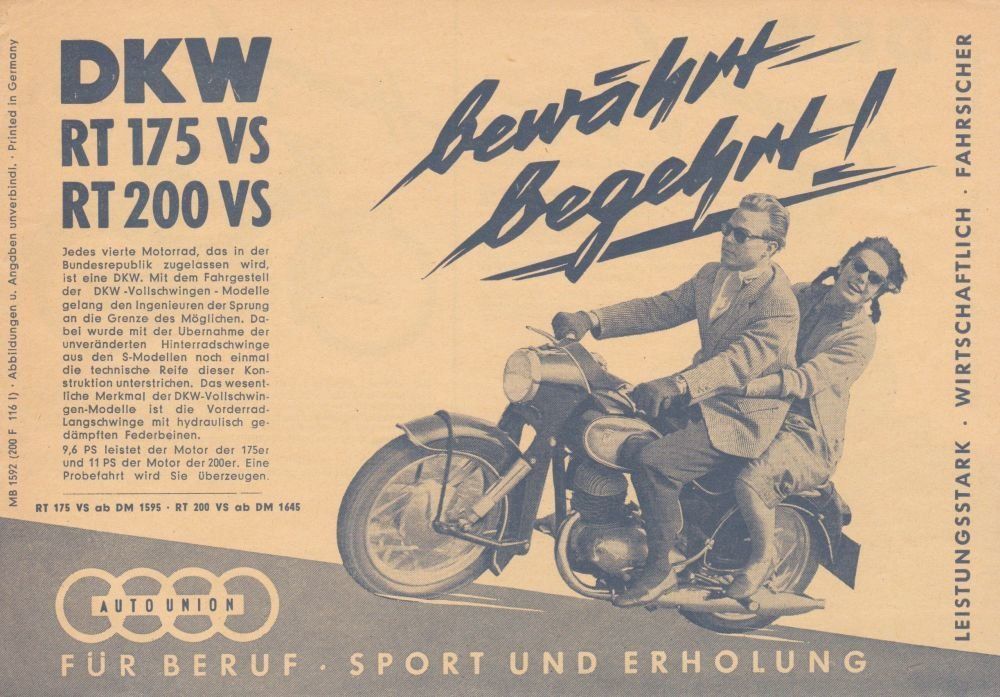 DKW
RT 175 VS
RT 200 VS
bewährt
Begehrt!
Jedes vierte Motorrad, das in der
Bundesrepublik zugelassen wird,
ist eine DKW. Mit dem Fahrgestell
der DKW-Vollschwingen-Modelle
gelang den Ingenieuren der Sprung
an die Grenze des Möglichen. Da-
bei wurde mit der Übernahme der
unveränderten Hinterradschwinge
aus den S-Modellen noch einmal
die technische Reife dieser Kon-
struktion unterstrichen. Das wesent-
liche Merkmal der DKW-Vollschwin-
gen-Modelle ist die Vorderrad-
Langschwinge mit hydraulisch ge-
dämpften Federbeinen.
9,6 PS leistet der Motor der 175er
und 11 PS der Motor der 200er. Eine
Probefahrt wird Sie überzeugen.
RT 175 VS ab DM 1595 · RT 200 VS ab DM 1645
AUTO UNION
FÜR BERUF · SPORT UND ERHOLUNG
LEISTUNGSSTARK · WIRTSCHAFTLICH · FAHRSICHER
MB 1592 (200 F 116 I) · Abbildungen u. Angaben unverbindl. · Printed in Germany